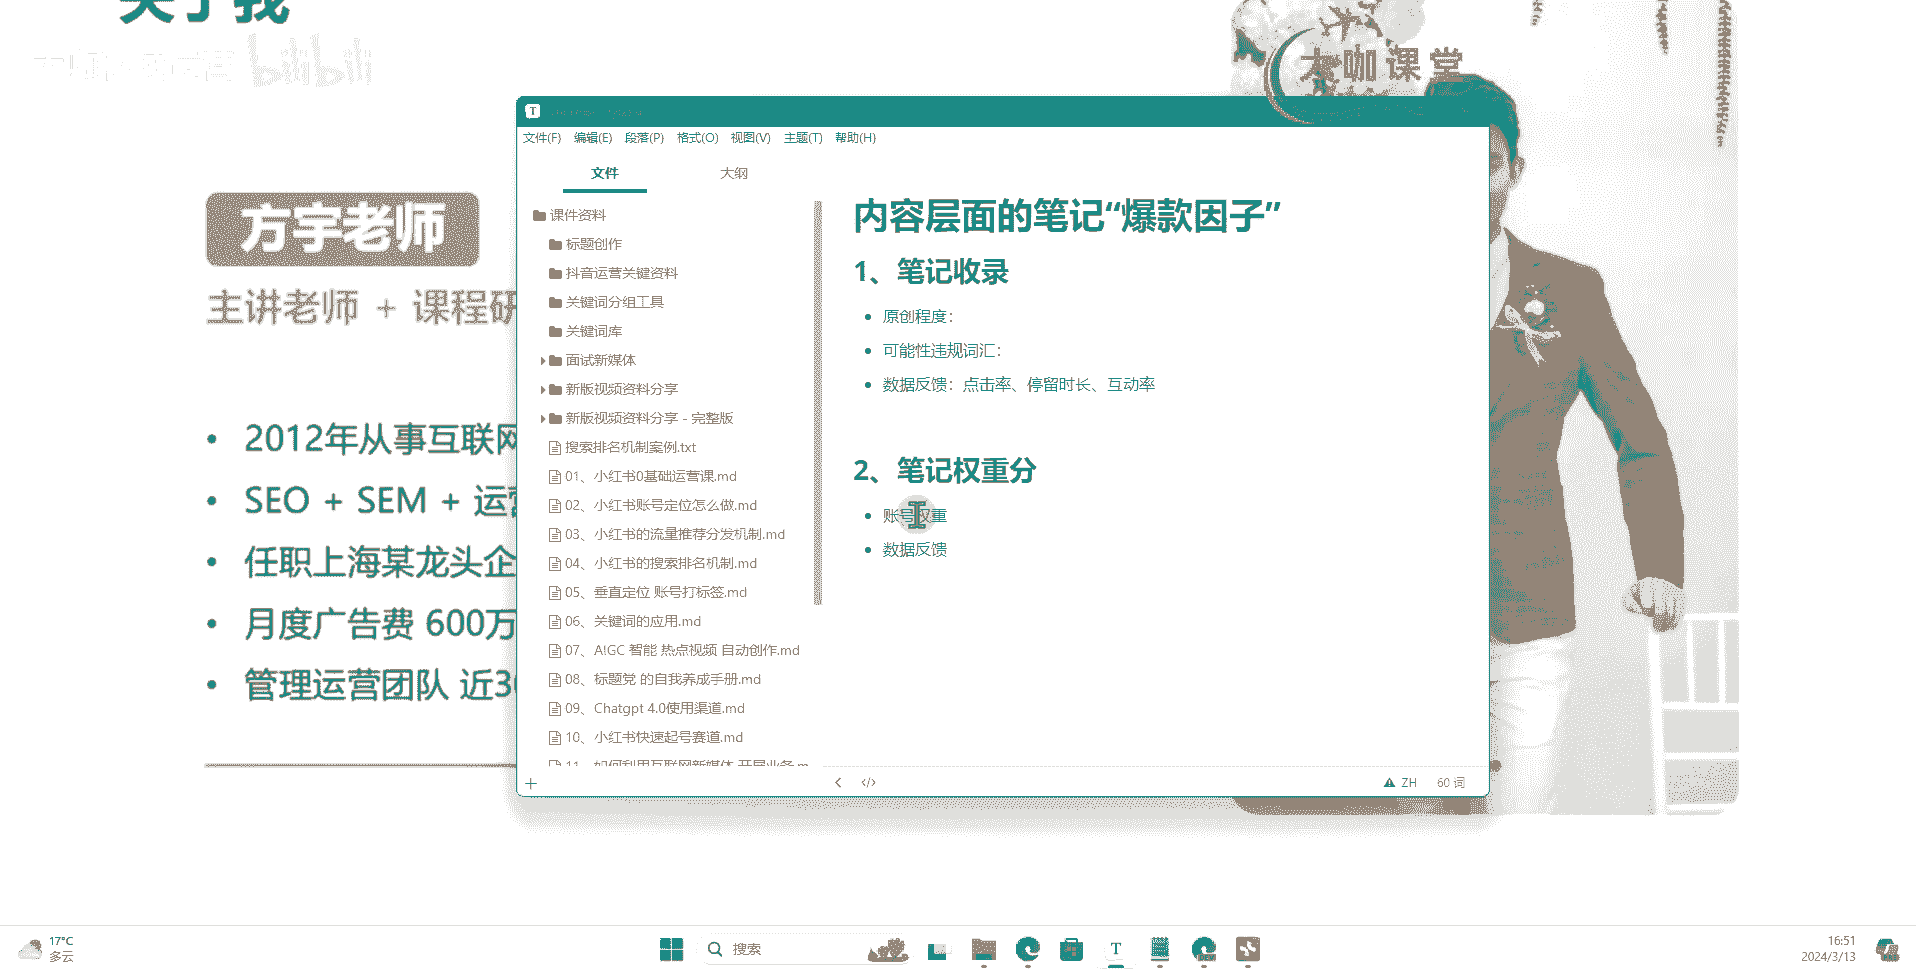 关于我
bilibili
大咖课堂
方宇老师
主讲老师 + 课程研
2012年从事互联网
SEO + SEM + 运营
任职上海某龙头企
月度广告费 600万
管理运营团队 近30
T
文件(F) 编辑(E) 段落(P) 格式(O) 视图(V) 主题(T) 帮助(H)
文件 大纲
课件资料
标题创作
抖音运营关键资料
关键词分组工具
关键词库
面试新媒体
新版视频资料分享
新版视频资料分享 - 完整版
搜索排名机制案例.txt
01、小红书0基础运营课.md
02、小红书账号定位怎么做.md
03、小红书的流量推荐分发机制.md
04、小红书的搜索排名机制.md
05、垂直定位 账号打标签.md
06、关键词的应用.md
07、AIGC 智能 热点视频 自动创作.md
08、标题党 的自我养成手册.md
09、Chatgpt 4.0使用渠道.md
10、小红书快速起号赛道.md
11、如何利用互联网新媒体 开展业务.m
内容层面的笔记“爆款因子”
1、笔记收录
原创程度：
可能性违规词汇：
数据反馈：点击率、停留时长、互动率
2、笔记权重分
账号权重
数据反馈
ZH 60 词
17°C
多云
搜索
16:51
2024/3/13